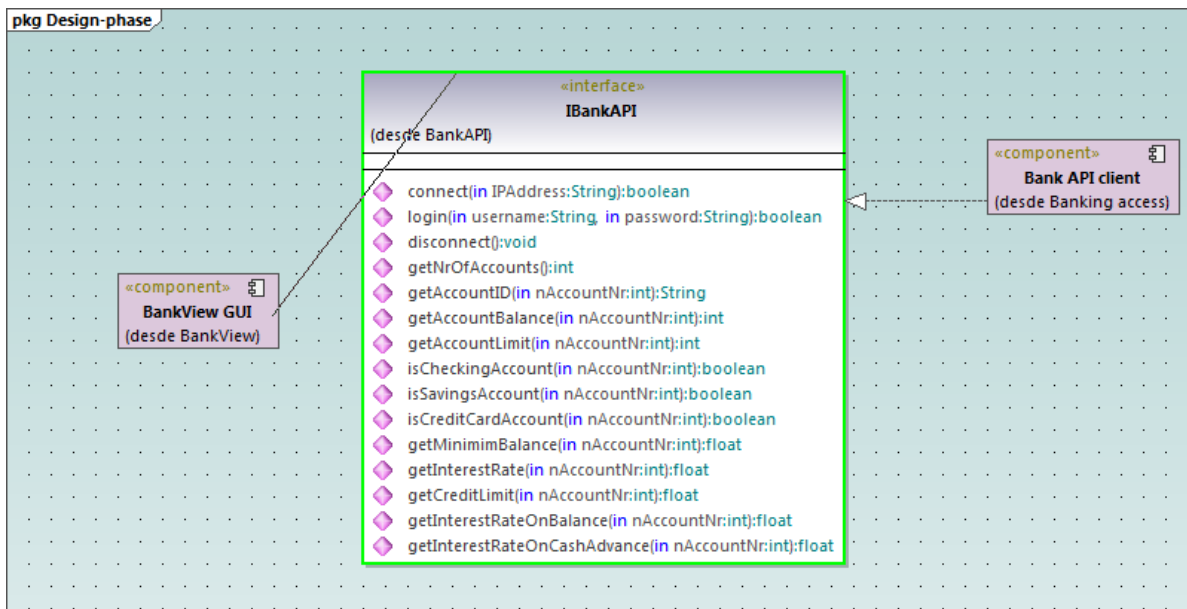 pkg Design-phase
«interface»
IBankAPI
(desde BankAPI)
connect(in IPAddress:String):boolean
login(in username:String, in password:String):boolean
disconnect():void
getNrOfAccounts():int
getAccountID(in nAccountNr:int):String
getAccountBalance(in nAccountNr:int):int
getAccountLimit(in nAccountNr:int):int
isCheckingAccount(in nAccountNr:int):boolean
isSavingsAccount(in nAccountNr:int):boolean
isCreditCardAccount(in nAccountNr:int):boolean
getMinimimBalance(in nAccountNr:int):float
getInterestRate(in nAccountNr:int):float
getCreditLimit(in nAccountNr:int):float
getInterestRateOnBalance(in nAccountNr:int):float
getInterestRateOnCashAdvance(in nAccountNr:int):float
«component»
BankView GUI
(desde BankView)
«component»
Bank API client
(desde Banking access)